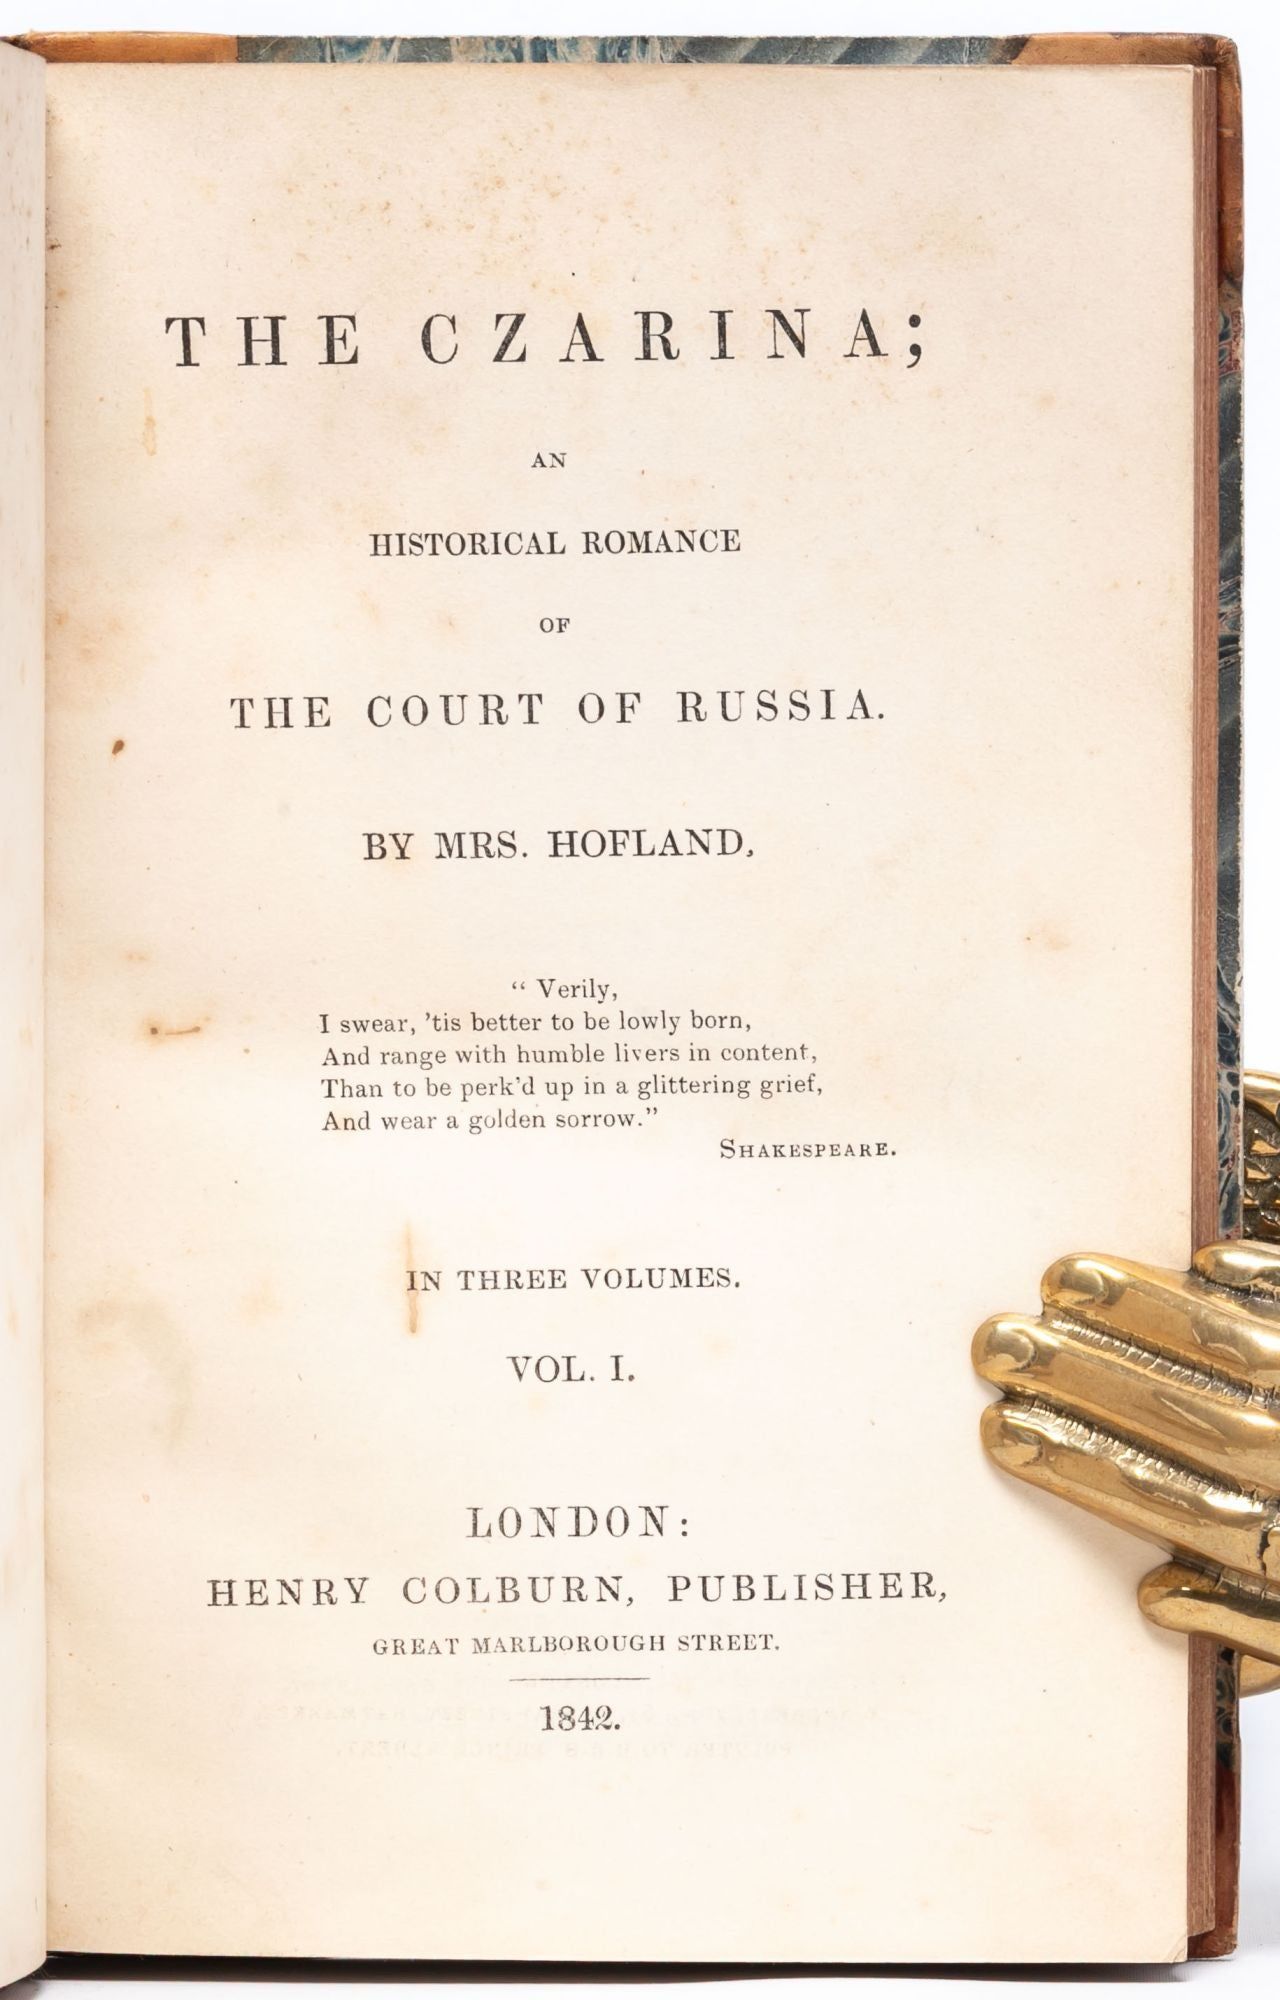 THE CZARINA;
AN
HISTORICAL ROMANCE
OF
THE COURT OF RUSSIA.
BY MRS. HOFLAND,
“ Verily,
I swear, ’tis better to be lowly born,
And range with humble livers in content,
Than to be perk’d up in a glittering grief,
And wear a golden sorrow.”
SHAKESPEARE.
IN THREE VOLUMES.
VOL. I.
LONDON:
HENRY COLBURN, PUBLISHER,
GREAT MARLBOROUGH STREET.
1842.